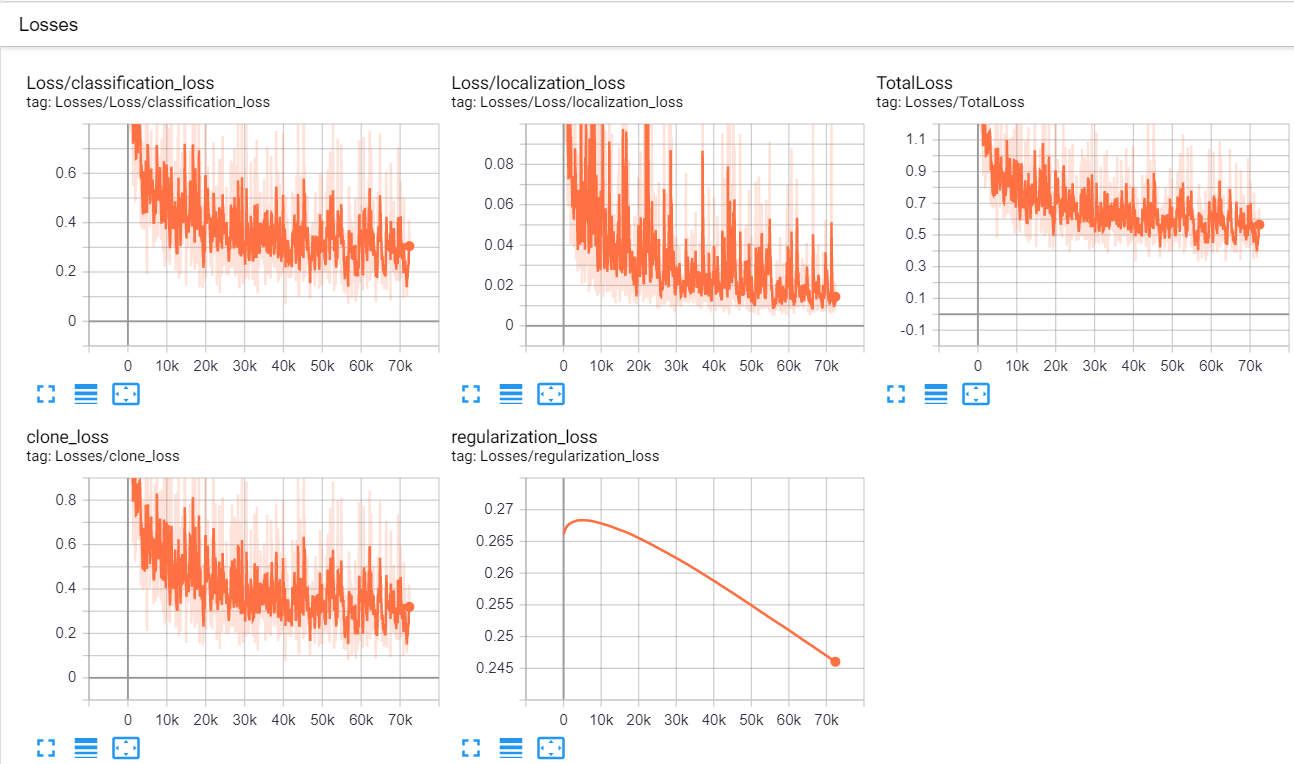 Losses
Loss/classification_loss
tag: Losses/Loss/classification_loss
0.6
0.4
0.2
0
0 10k 20k 30k 40k 50k 60k 70k
Loss/localization_loss
tag: Losses/Loss/localization_loss
0.08
0.06
0.04
0.02
0
0 10k 20k 30k 40k 50k 60k 70k
TotalLoss
tag: Losses/TotalLoss
1.1
0.9
0.7
0.5
0.3
0.1
-0.1
0 10k 20k 30k 40k 50k 60k 70k
clone_loss
tag: Losses/clone_loss
0.8
0.6
0.4
0.2
0
0 10k 20k 30k 40k 50k 60k 70k
regularization_loss
tag: Losses/regularization_loss
0.27
0.265
0.26
0.255
0.25
0.245
0 10k 20k 30k 40k 50k 60k 70k